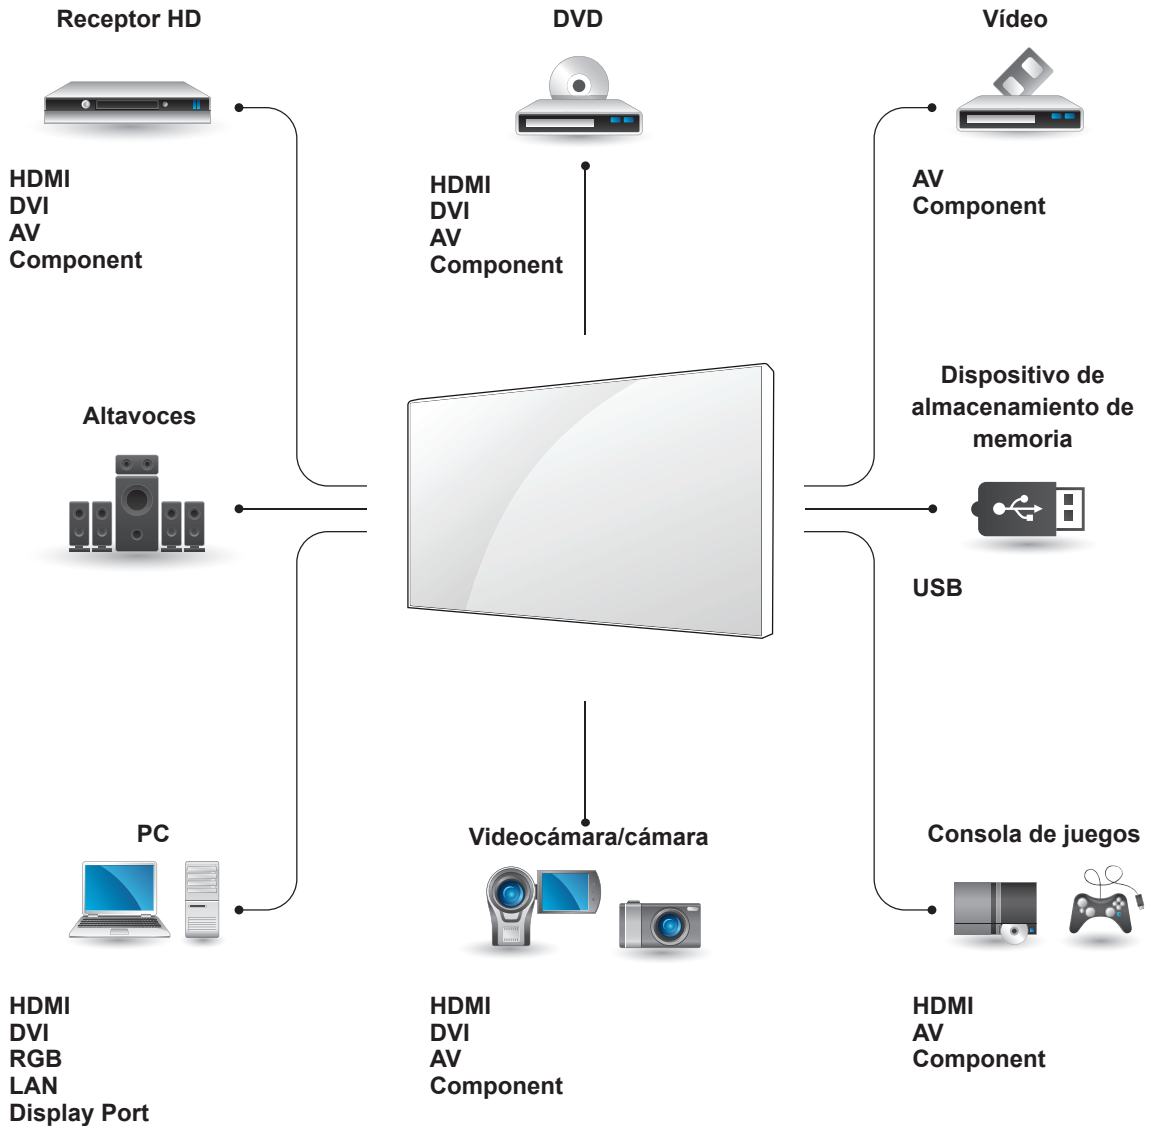 Receptor HD
HDMI
DVI
AV
Component
DVD
HDMI
DVI
AV
Component
Vídeo
AV
Component
Altavoces
Dispositivo de
almacenamiento de
memoria
USB
PC
HDMI
DVI
RGB
LAN
Display Port
Videocámara/cámara
HDMI
DVI
AV
Component
Consola de juegos
HDMI
AV
Component